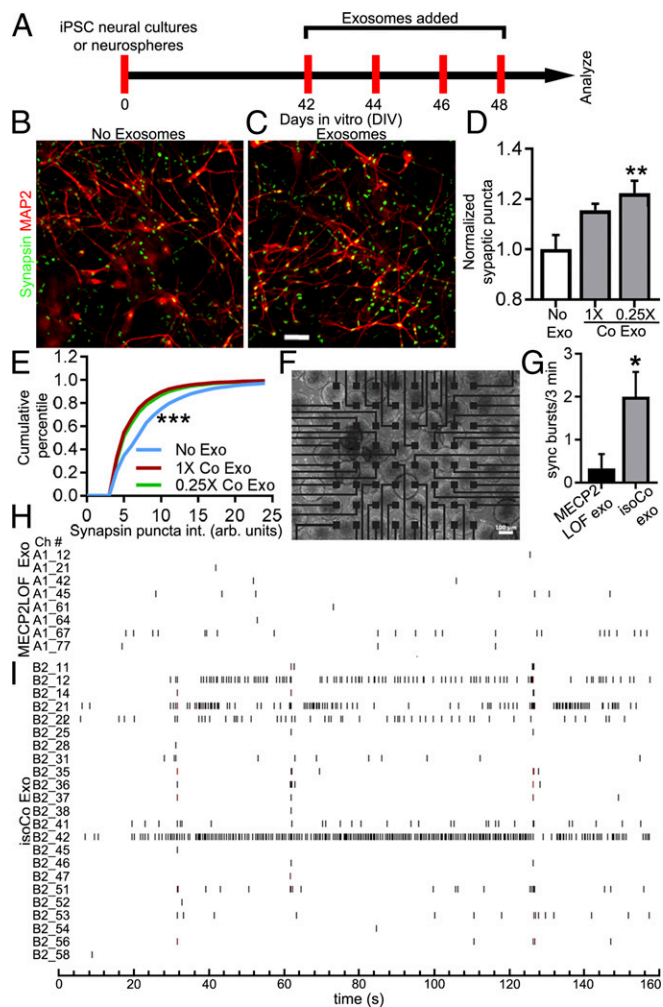 A
iPSC neural cultures
or neurospheres
Exosomes added
Analyze
0
42
44
46
48
Days in vitro (DIV)
B
No Exosomes
C
Exosomes
Synapsin MAP2
D
Normalized
sypaptic puncta
1.4
1.2
1.0
0.8
**
No
Exo
1X
0.25X
Co Exo
E
Cumulative
percentile
1.0
0.8
0.6
0.4
0.2
0.0
***
No Exo
1X Co Exo
0.25X Co Exo
0
5
10
15
20
25
Synapsin puncta int. (arb. units)
F
100 µm
G
sync bursts/3 min
3
2
1
0
*
MECP2
LOF exo
isoCo
exo
H
Ch #
MECP2LOF Exo
A1_12
A1_21
A1_42
A1_45
A1_61
A1_64
A1_67
A1_77
I
isoCo Exo
B2_11
B2_12
B2_14
B2_21
B2_22
B2_25
B2_28
B2_31
B2_35
B2_36
B2_37
B2_38
B2_41
B2_42
B2_45
B2_46
B2_47
B2_51
B2_52
B2_53
B2_54
B2_56
B2_58
0 20 40 60 80 100 120 140 160
time (s)